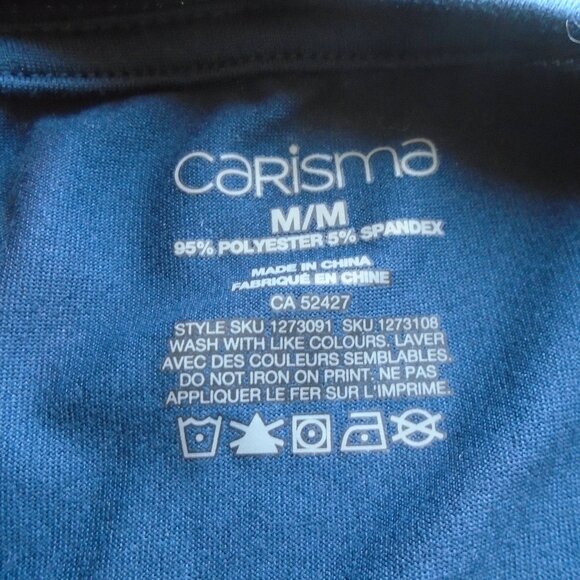 carisma
M/M
95% POLYESTER 5% SPANDEX
MADE IN CHINA
FABRIQUÉ EN CHINE
CA 52427
STYLE SKU 1273091 SKU 1273108
WASH WITH LIKE COLOURS. LAVER
AVEC DES COULEURS SEMBLABLES.
DO NOT IRON ON PRINT. NE PAS
APPLIQUER LE FER SUR L'IMPRIME.